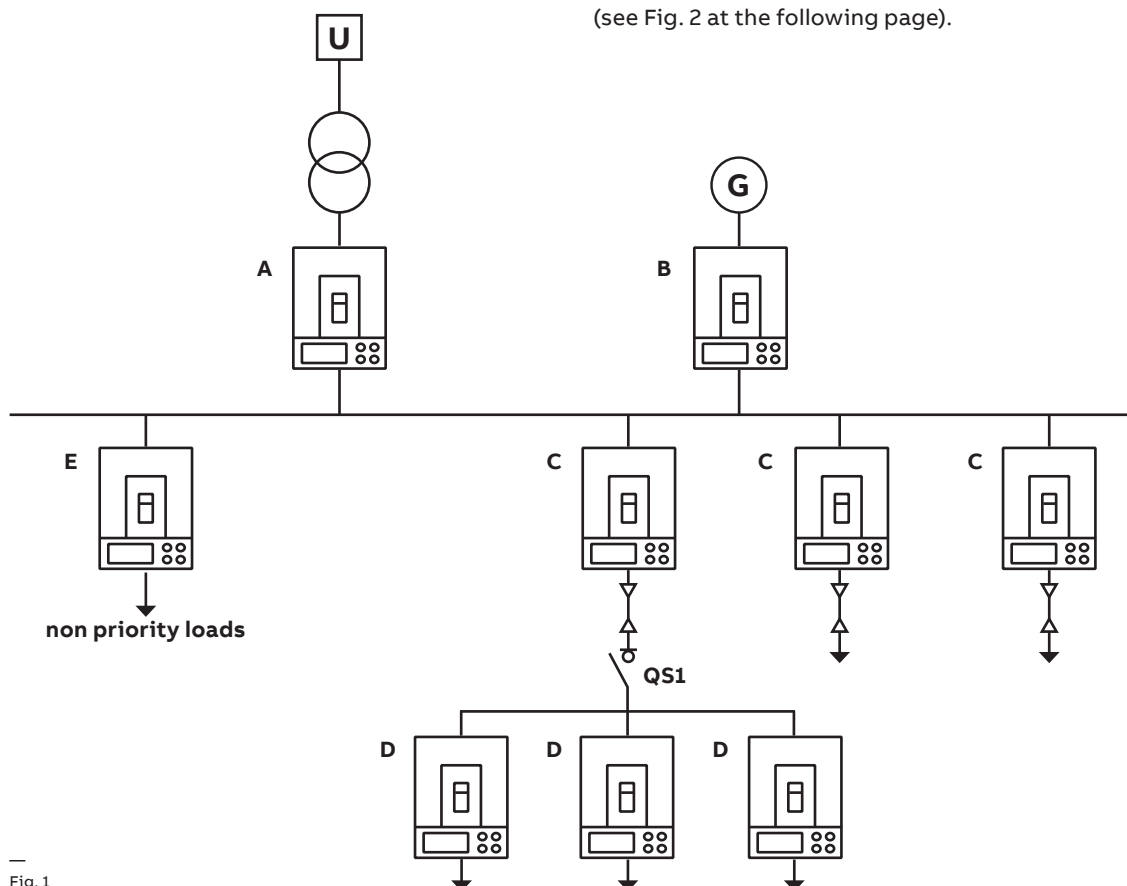 (see Fig. 2 at the following page).
U
G
A
B
E
C
C
C
non priority loads
QS1
D
D
D
—
Fig. 1